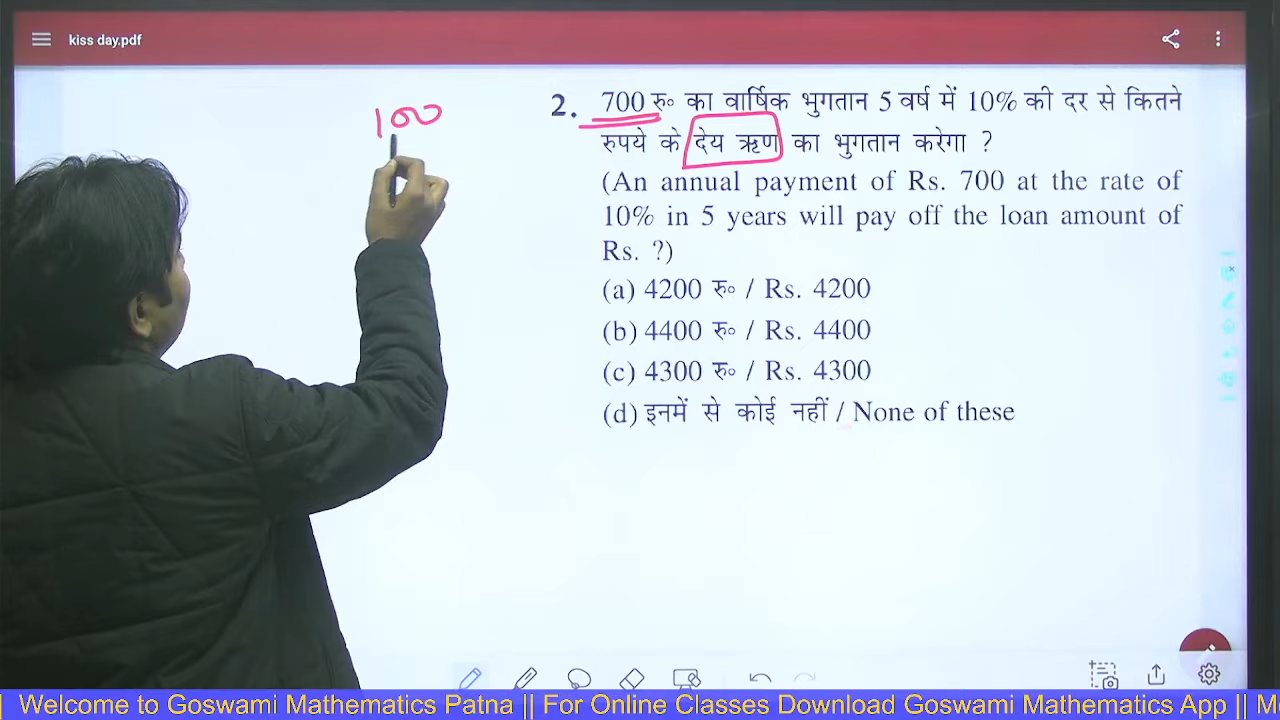 kiss day.pdf
100
2. 700 रु० का वार्षिक भुगतान 5 वर्ष में 10% की दर से कितने
रुपये के देय ऋण का भुगतान करेगा ?
(An annual payment of Rs. 700 at the rate of
10% in 5 years will pay off the loan amount of
Rs. ?)
(a) 4200 रु० / Rs. 4200
(b) 4400 रु० / Rs. 4400
(c) 4300 रु० / Rs. 4300
(d) इनमें से कोई नहीं / None of these
Welcome to Goswami Mathematics Patna || For Online Classes Download Goswami Mathematics App ||